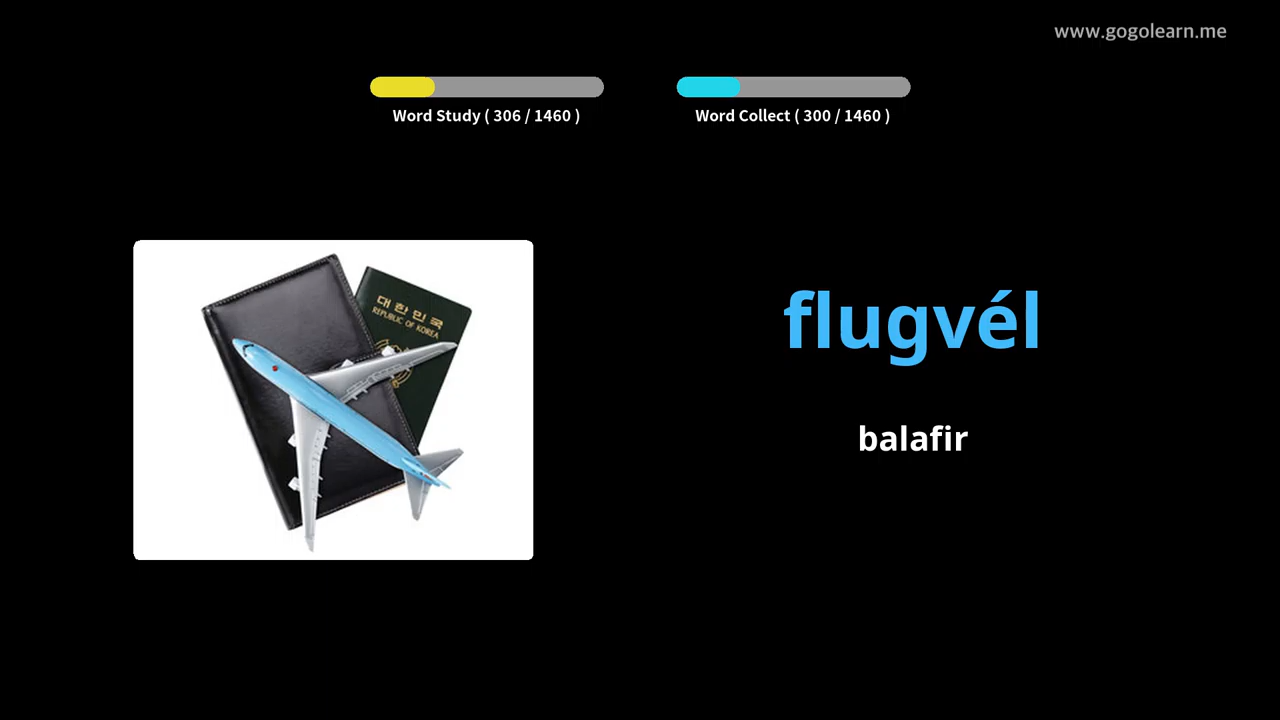 www.gogolearn.me
Word Study ( 306 / 1460 )
Word Collect ( 300 / 1460 )
대한민국
REPUBLIC OF KOREA
flugvél
balafir